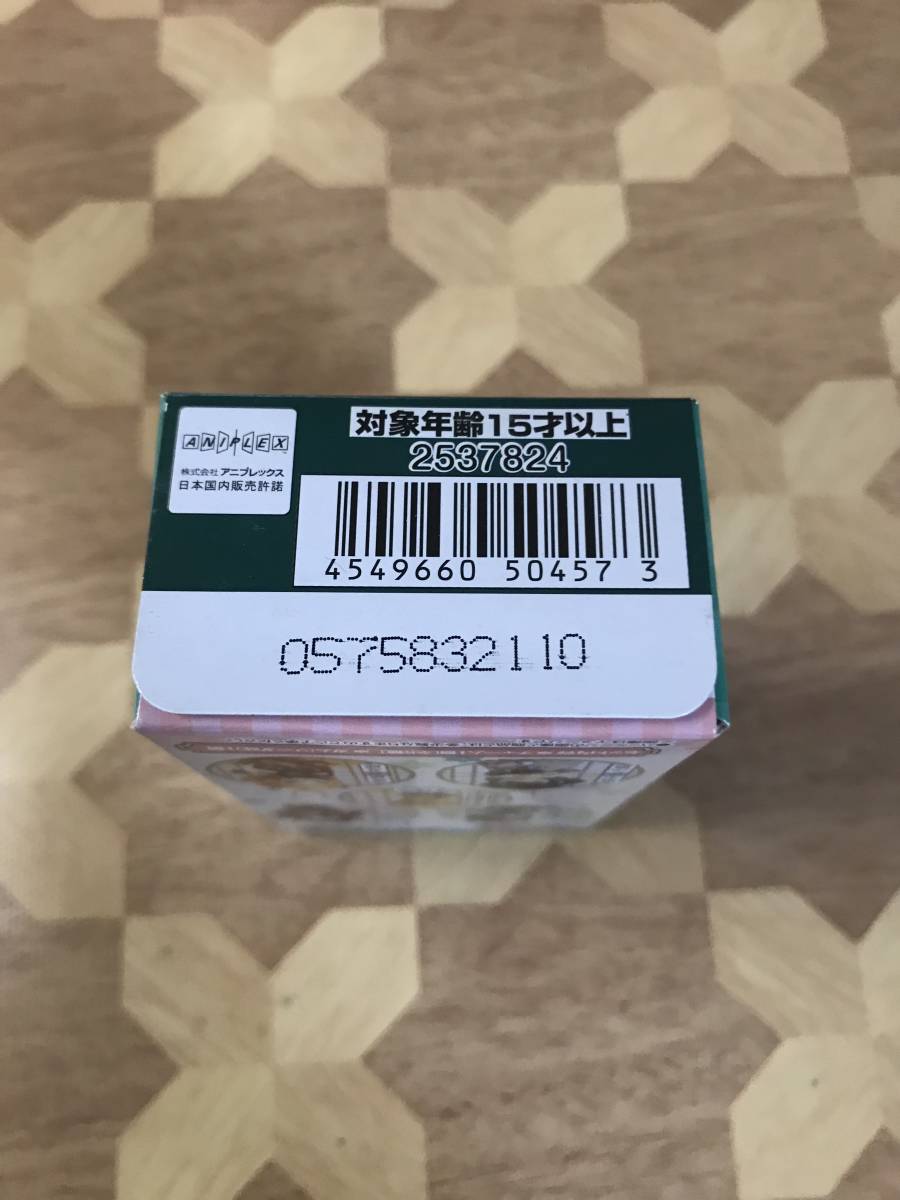 ANIPLEX
株式会社アニプレックス
日本国内販売許諾
対象年齢15才以上
2537824
4549660 50457 3
0575832110